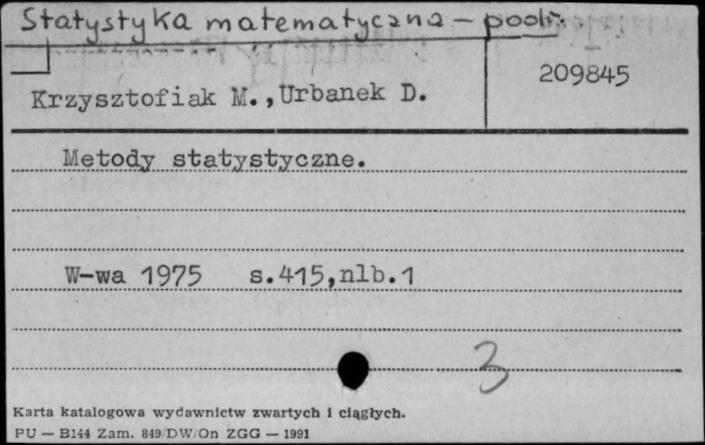 Statystyka matematyczna – podr.
209845
Krzysztofiak M., Urbanek D.
Metody statystyczne.
W-wa 1975 s.415,nlb.1
3
Karta katalogowa wydawnictw zwartych i ciągłych.
PU — B144 Zam. 849/DW/On ZGG — 1991